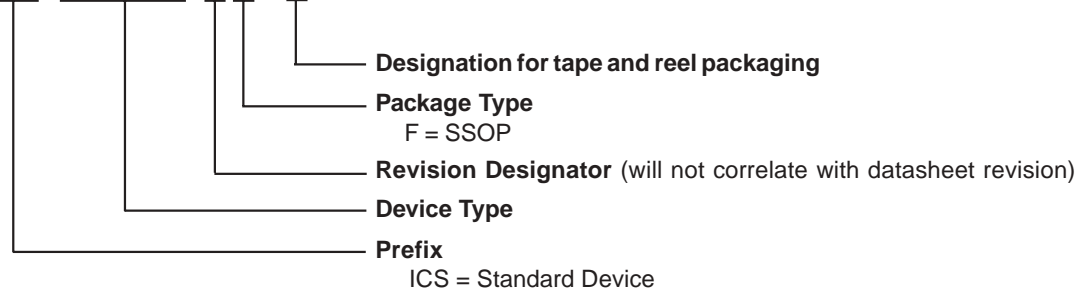 Designation for tape and reel packaging
Package Type
F = SSOP
Revision Designator (will not correlate with datasheet revision)
Device Type
Prefix
ICS = Standard Device